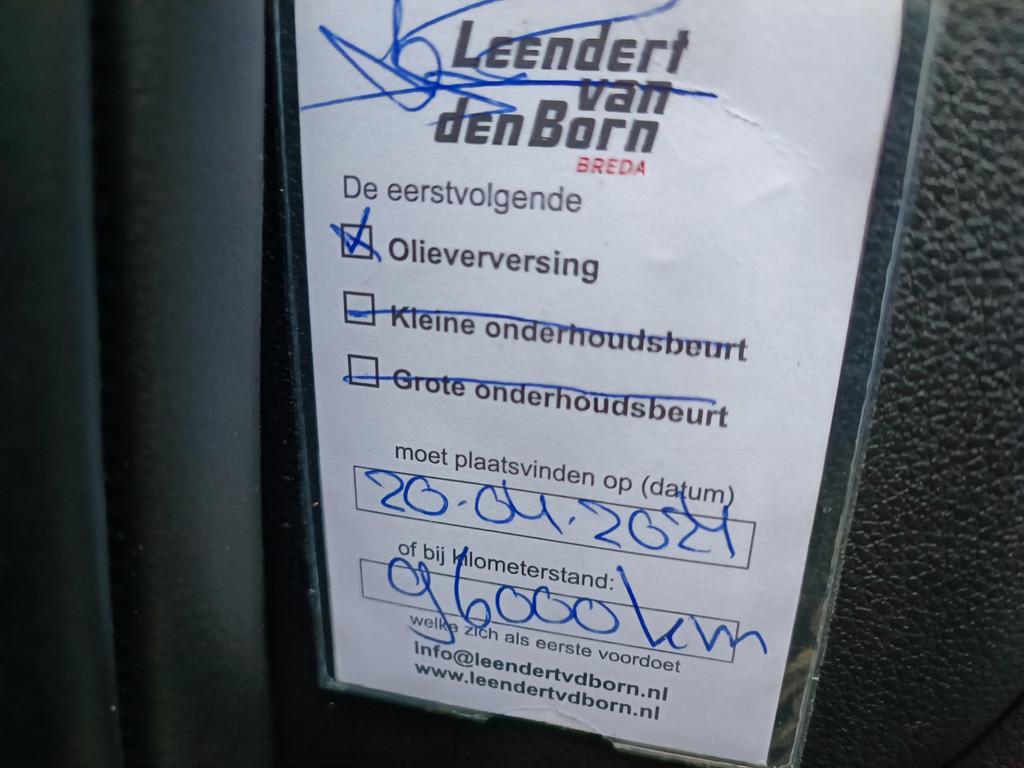 Leendert
van
den Born
BREDA
De eerstvolgende
Olieverversing
Kleine onderhoudsbeurt
Grote onderhoudsbeurt
moet plaatsvinden op (datum)
20-04-2021
of bij kilometerstand:
96000 km
welke zich als eerste voordoet
Info@leendertvdborn.nl
www.leendertvdborn.nl